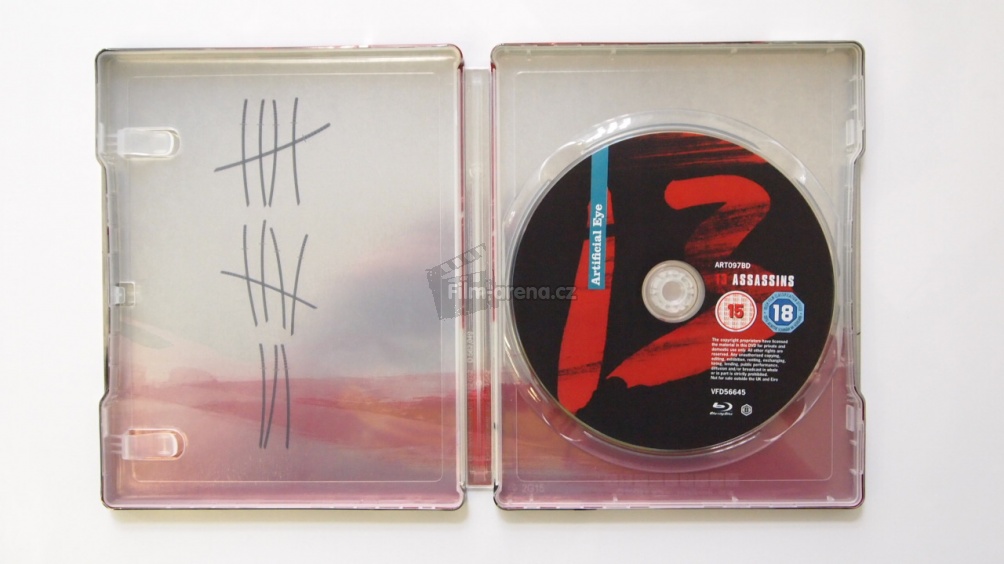 Film-arena.cz
2015
Artificial Eye
13
ART097BD
13 ASSASSINS
15
18
The copyright proprietors have licensed
the material in this DVD for private and
domestic use only. All other rights are
reserved. Any unauthorized copying,
editing, exhibition, renting, exchanging,
hiring, lending, public performance,
diffusion and/or broadcast in whole
or in part is strictly prohibited.
Not for sale outside the UK and Eire
VFD56645
Blu-ray Disc